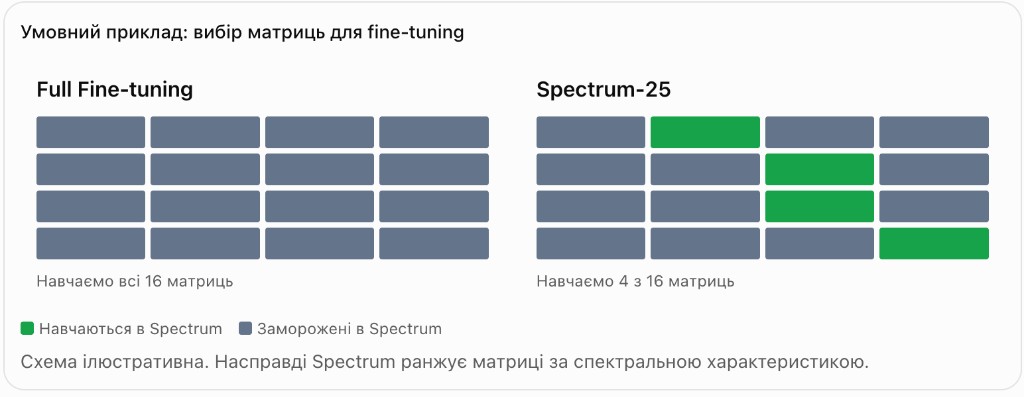 Умовний приклад: вибір матриць для fine-tuning
Full Fine-tuning
Spectrum-25
Навчаємо всі 16 матриць
Навчаємо 4 з 16 матриць
Навчаються в Spectrum
Заморожені в Spectrum
Схема ілюстративна. Насправді Spectrum ранжує матриці за спектральною характеристикою.